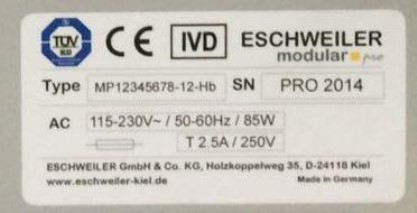 TÜV CE IVD ESCHWEILER
modular pro
Type MP12345678-12-Hb SN PRO 2014
AC 115-230V~ / 50-60Hz / 85W
T 2.5A / 250V
ESCHWEILER GmbH & Co. KG, Holzkoppelweg 35, D-24118 Kiel
www.eschweiler-kiel.de Made in Germany